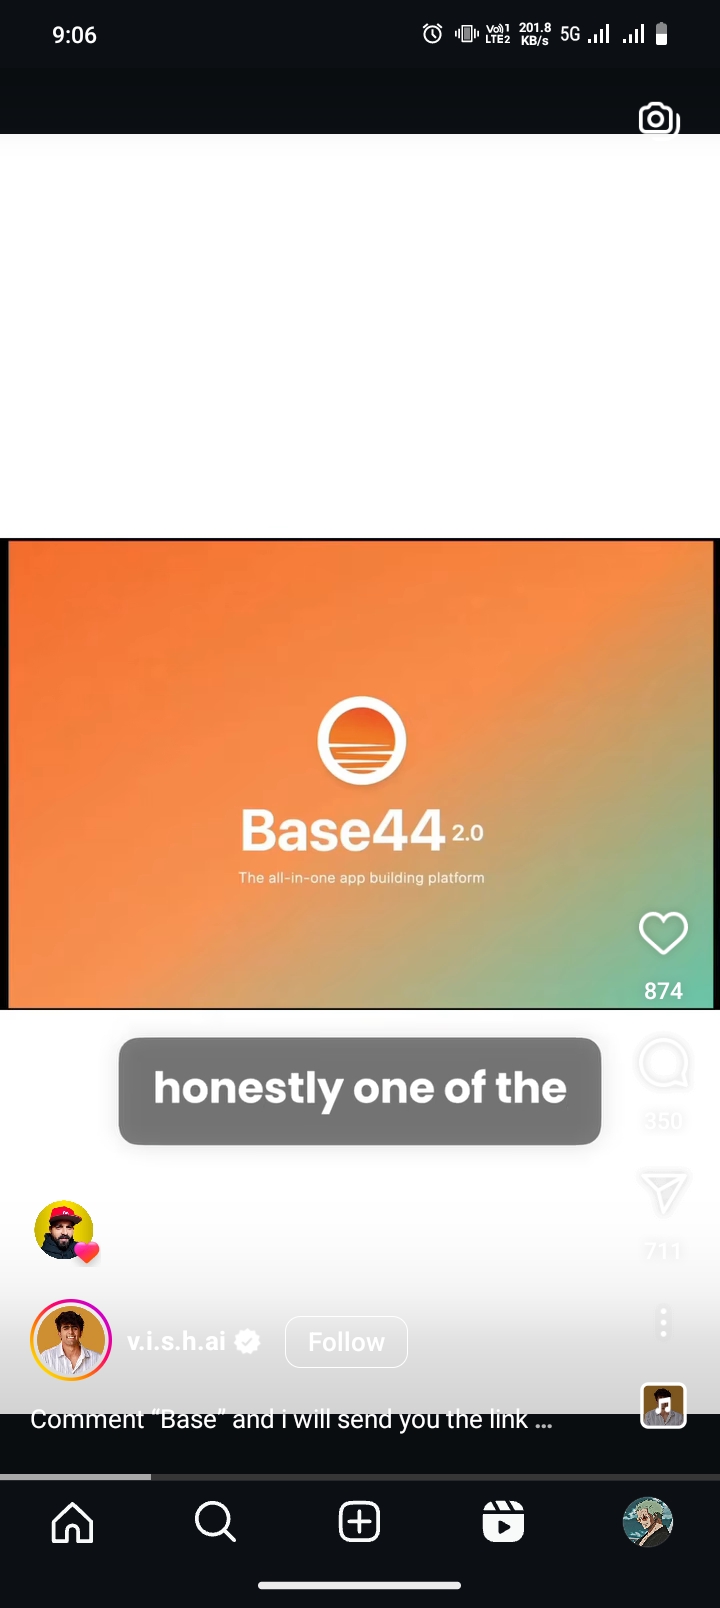 9:06
Vo)) 1
LTE2
201.8
KB/s
5G
Base44 2.0
The all-in-one app building platform
874
honestly one of the
350
711
v.i.s.h.ai
Follow
Comment “Base” and i will send you the link ...